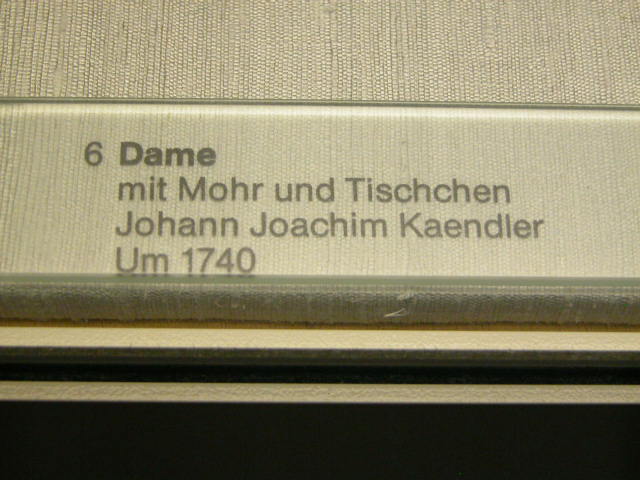 6 Dame
mit Mohr und Tischchen
Johann Joachim Kaendler
Um 1740